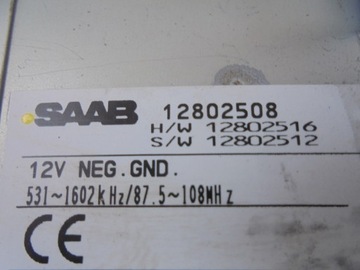 SAAB 12802508
H/W 12802516
S/W 12802512
12V NEG.GND.
531~1602kHz/87.5~108MHz
CE